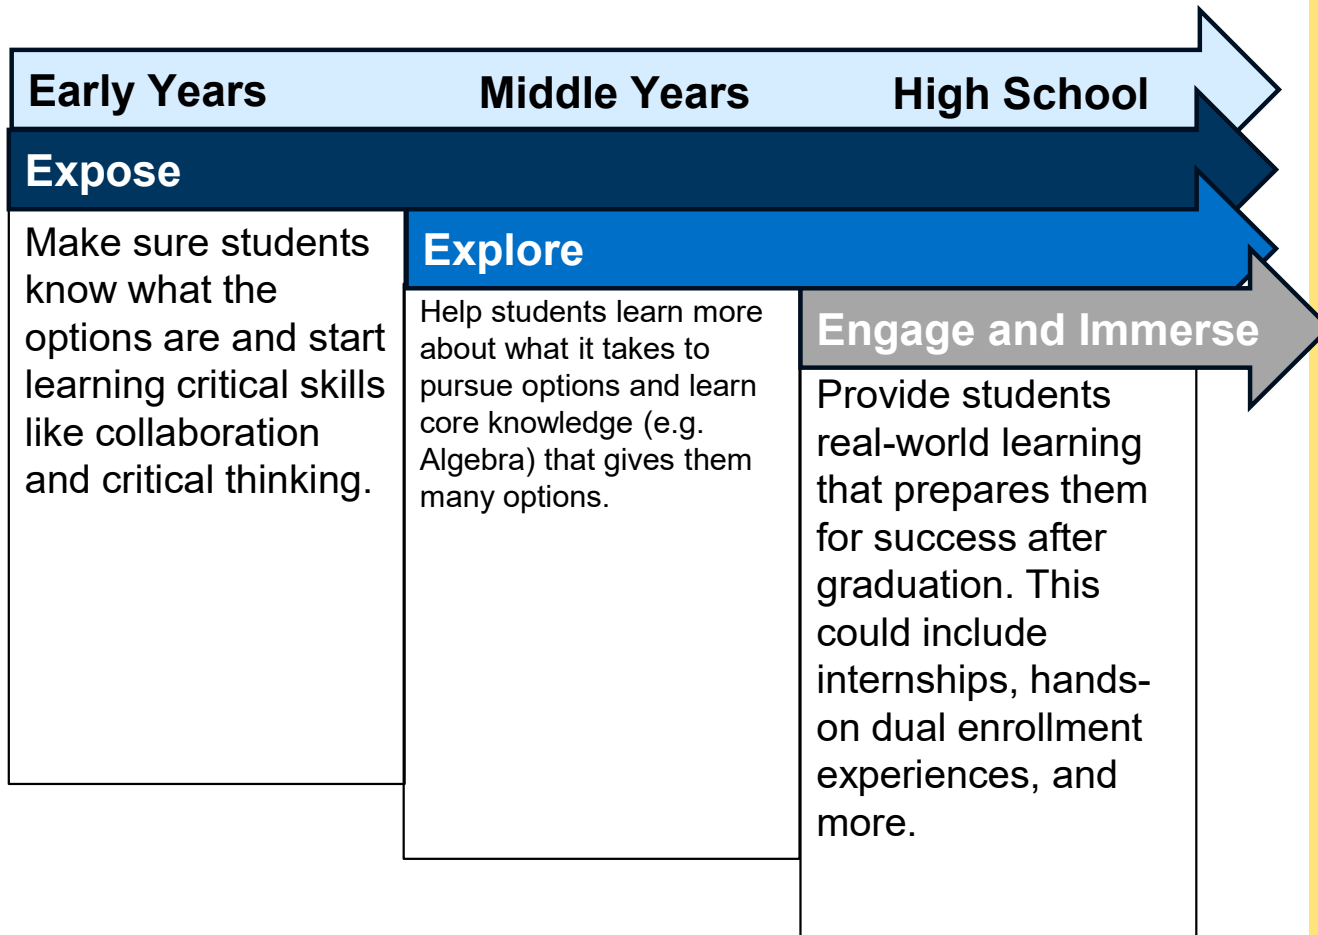 Early Years
Middle Years
High School
Expose
Make sure students
know what the
options are and start
learning critical skills
like collaboration
and critical thinking.
Explore
Help students learn more
about what it takes to
pursue options and learn
core knowledge (e.g.
Algebra) that gives them
many options.
Engage and Immerse
Provide students
real-world learning
that prepares them
for success after
graduation. This
could include
internships, hands-
on dual enrollment
experiences, and
more.